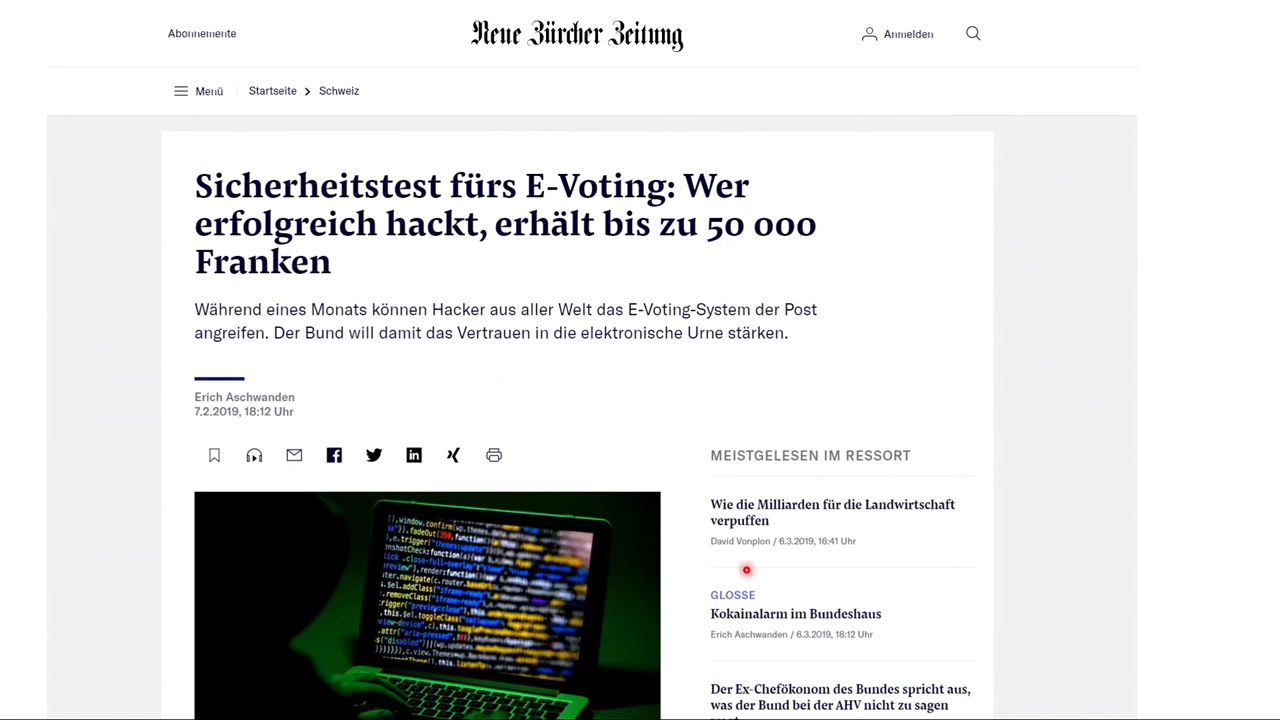 Abonnemente
Neue Zürcher Zeitung
Anmelden
Menü
Startseite
Schweiz
Sicherheitstest fürs E-Voting: Wer
erfolgreich hackt, erhält bis zu 50 000
Franken
Während eines Monats können Hacker aus aller Welt das E-Voting-System der Post
angreifen. Der Bund will damit das Vertrauen in die elektronische Urne stärken.
Erich Aschwanden
7.2.2019, 18:12 Uhr
MEISTGELESEN IM RESSORT
Wie die Milliarden für die Landwirtschaft
verpuffen
David Vonplon / 6.3.2019, 16:41 Uhr
GLOSSE
Kokainalarm im Bundeshaus
Erich Aschwanden / 6.3.2019, 18:12 Uhr
Der Ex-Chefökonom des Bundes spricht aus,
was der Bund bei der AHV nicht zu sagen